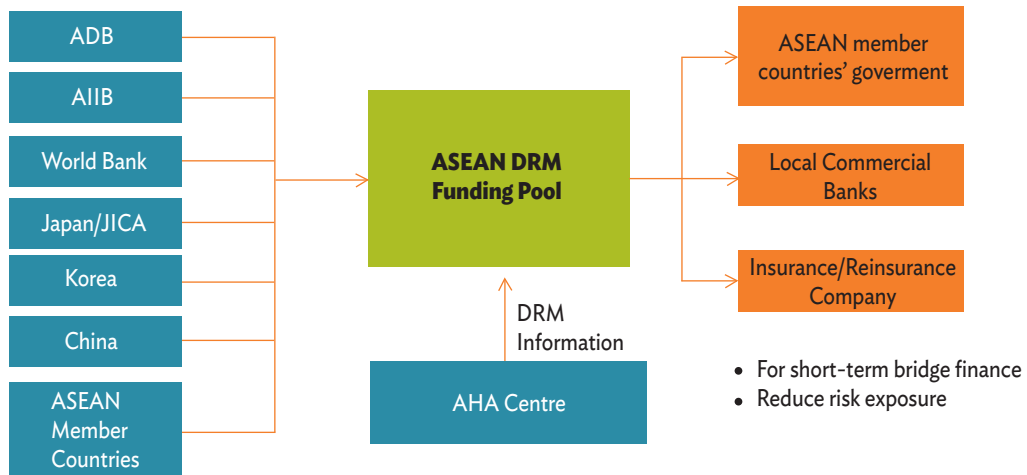 ADB
AIIB
World Bank
Japan/JICA
Korea
China
ASEAN
Member
Countries
ASEAN DRM
Funding Pool
DRM
Information
AHA Centre
ASEAN member
countries’ goverment
Local Commercial
Banks
Insurance/Reinsurance
Company
• For short-term bridge finance
• Reduce risk exposure